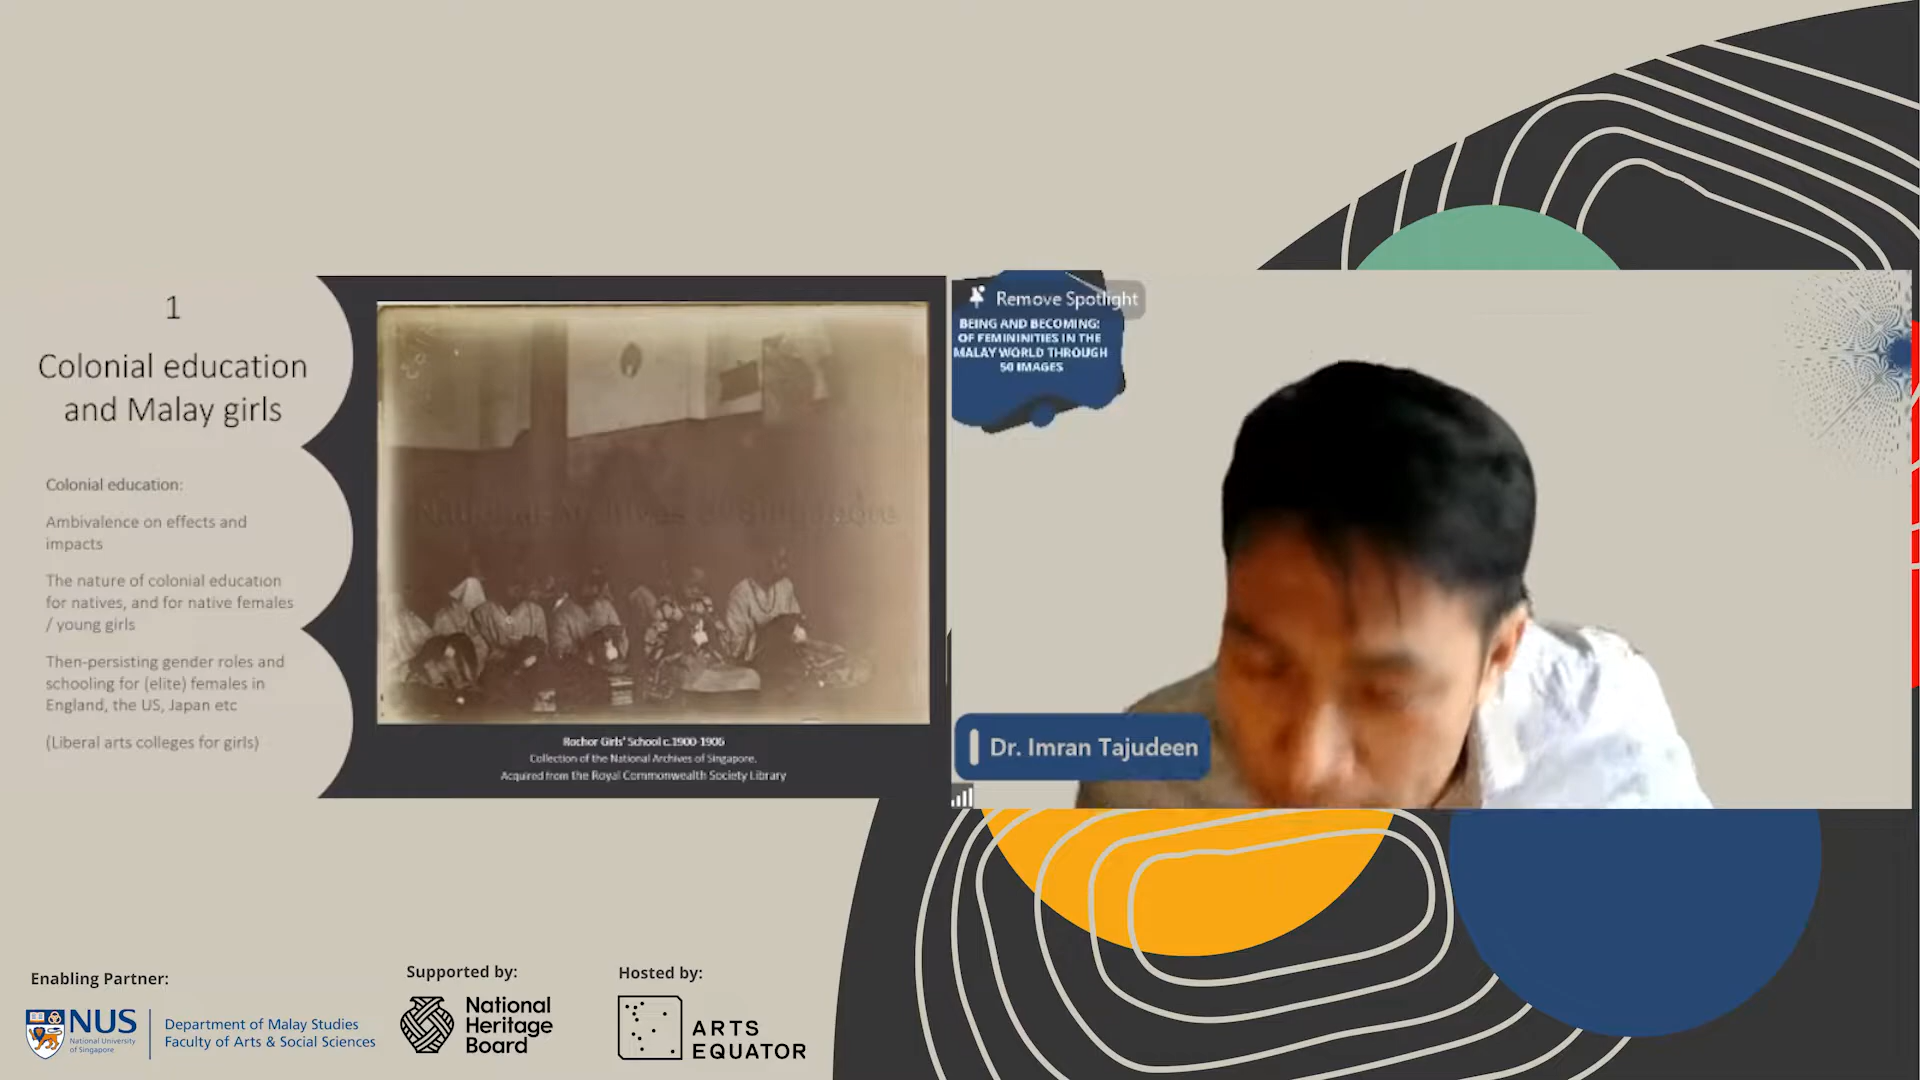 1
Colonial education
and Malay girls
Colonial education:
Ambivalence on effects and
impacts
The nature of colonial education
for natives, and for native females
/ young girls
Then-persisting gender roles and
schooling for (elite) females in
England, the US, Japan etc
(Liberal arts colleges for girls)
National Archives of Singapore
Rochor Girls' School c.1900-1906
Collection of the National Archives of Singapore.
Acquired from the Royal Commonwealth Society Library
Remove Spotlight
BEING AND BECOMING:
OF FEMININITIES IN THE
MALAY WORLD THROUGH
50 IMAGES
Dr. Imran Tajudeen
Enabling Partner:
NUS
National University
of Singapore
Department of Malay Studies
Faculty of Arts & Social Sciences
Supported by:
National
Heritage
Board
Hosted by:
ARTS
EQUATOR